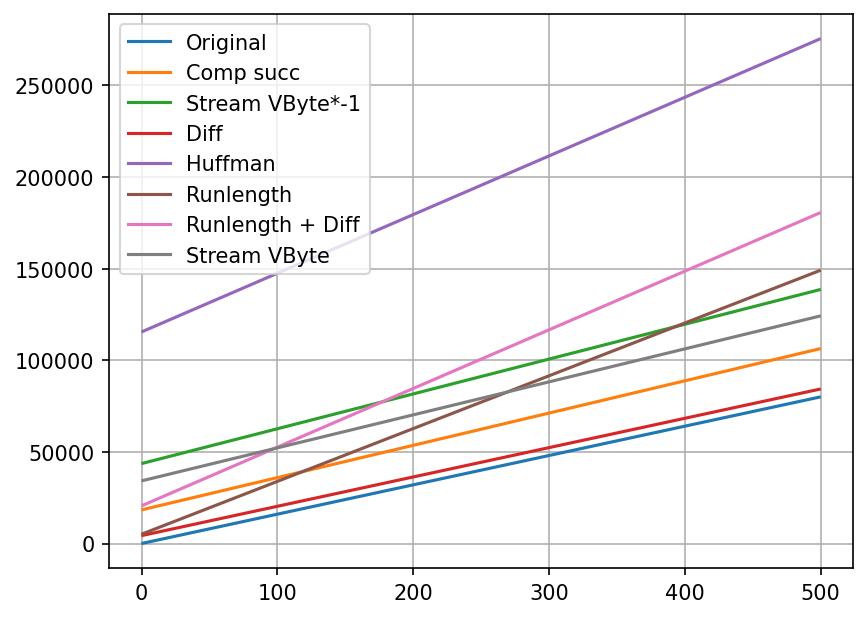 Original
Comp succ
Stream VByte*-1
Diff
Huffman
Runlength
Runlength + Diff
Stream VByte
250000
200000
150000
100000
50000
0
0 100 200 300 400 500